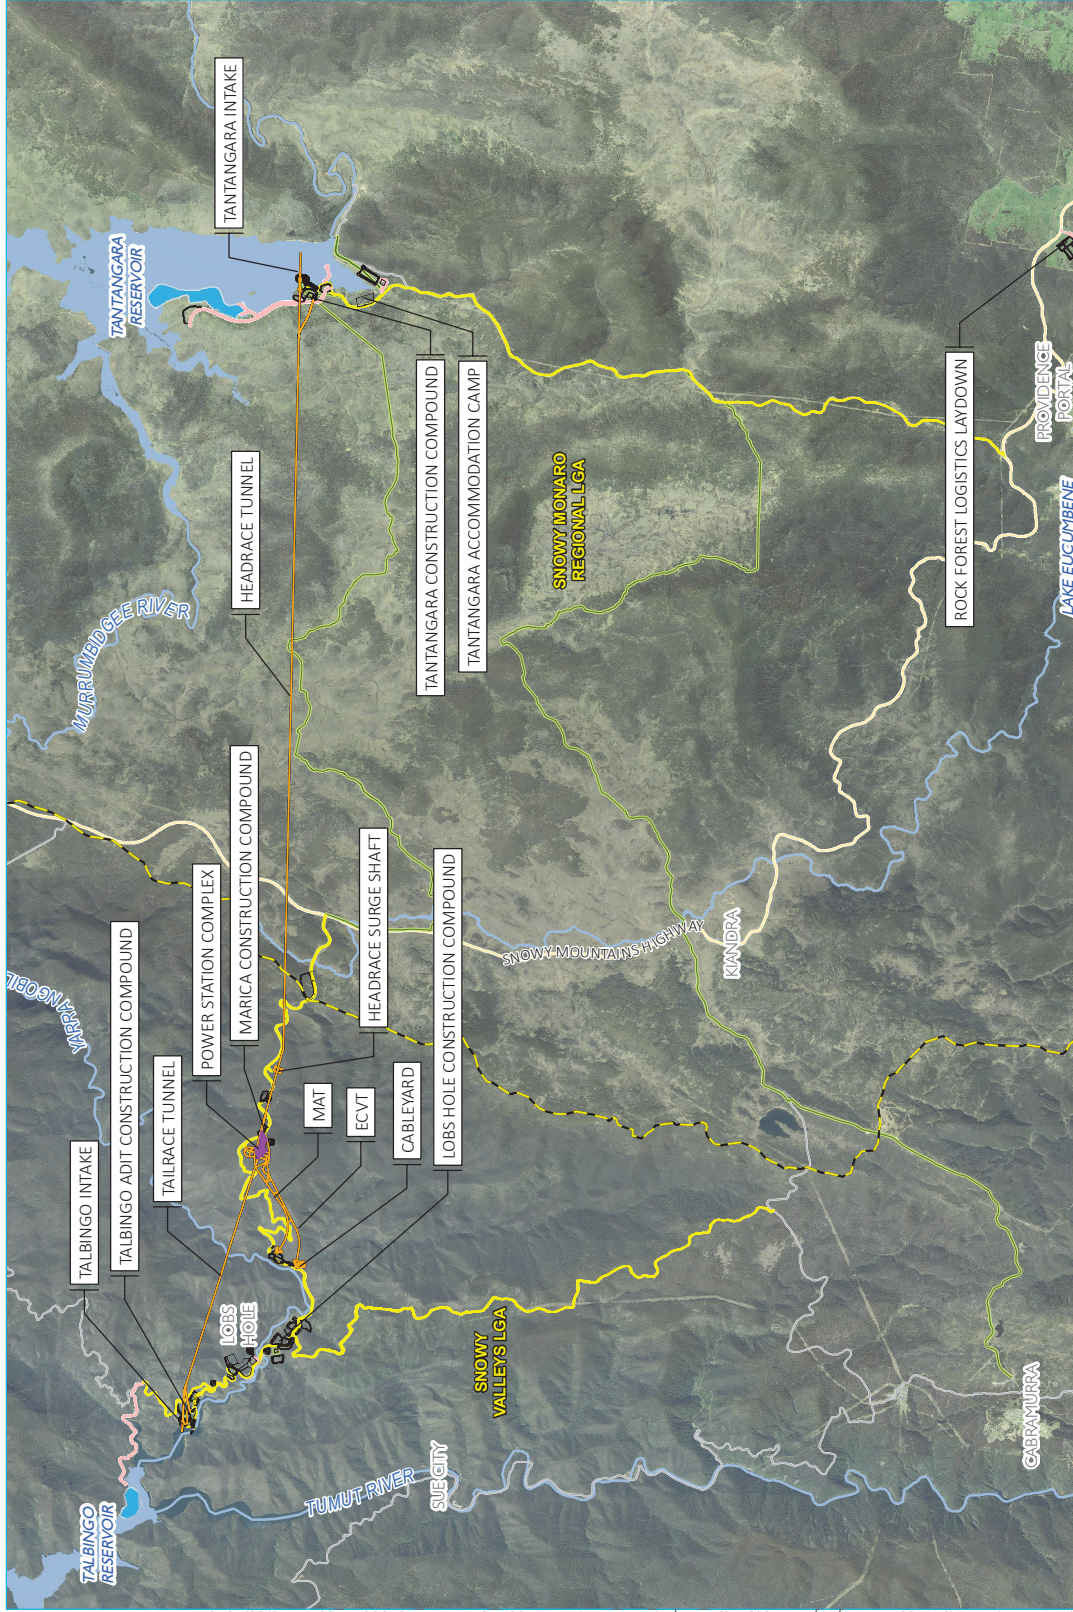 TALBINGO
RESERVOIR
TALBINGO INTAKE
TALBINGO ADIT CONSTRUCTION COMPOUND
TAILRACE TUNNEL
POWER STATION COMPLEX
MARICA CONSTRUCTION COMPOUND
HEADRACE TUNNEL
TANTANGARA
RESERVOIR
TANTANGARA INTAKE
YARRANGOBIL
MURRUMBIDGEE RIVER
LOBS
HOLE
MAT
ECVT
CABLEYARD
HEADRACE SURGE SHAFT
LOBS HOLE CONSTRUCTION COMPOUND
TANTANGARA CONSTRUCTION COMPOUND
TANTANGARA ACCOMMODATION CAMP
TUMUT RIVER
SUE CITY
SNOWY
VALLEYS LGA
SNOWY MOUNTAINS HIGHWAY
SNOWY MONARO
REGIONAL LGA
KIANDRA
ROCK FOREST LOGISTICS LAYDOWN
CABRAMURRA
PROVIDENCE
PORTAL
LAKE EUCUMBENE